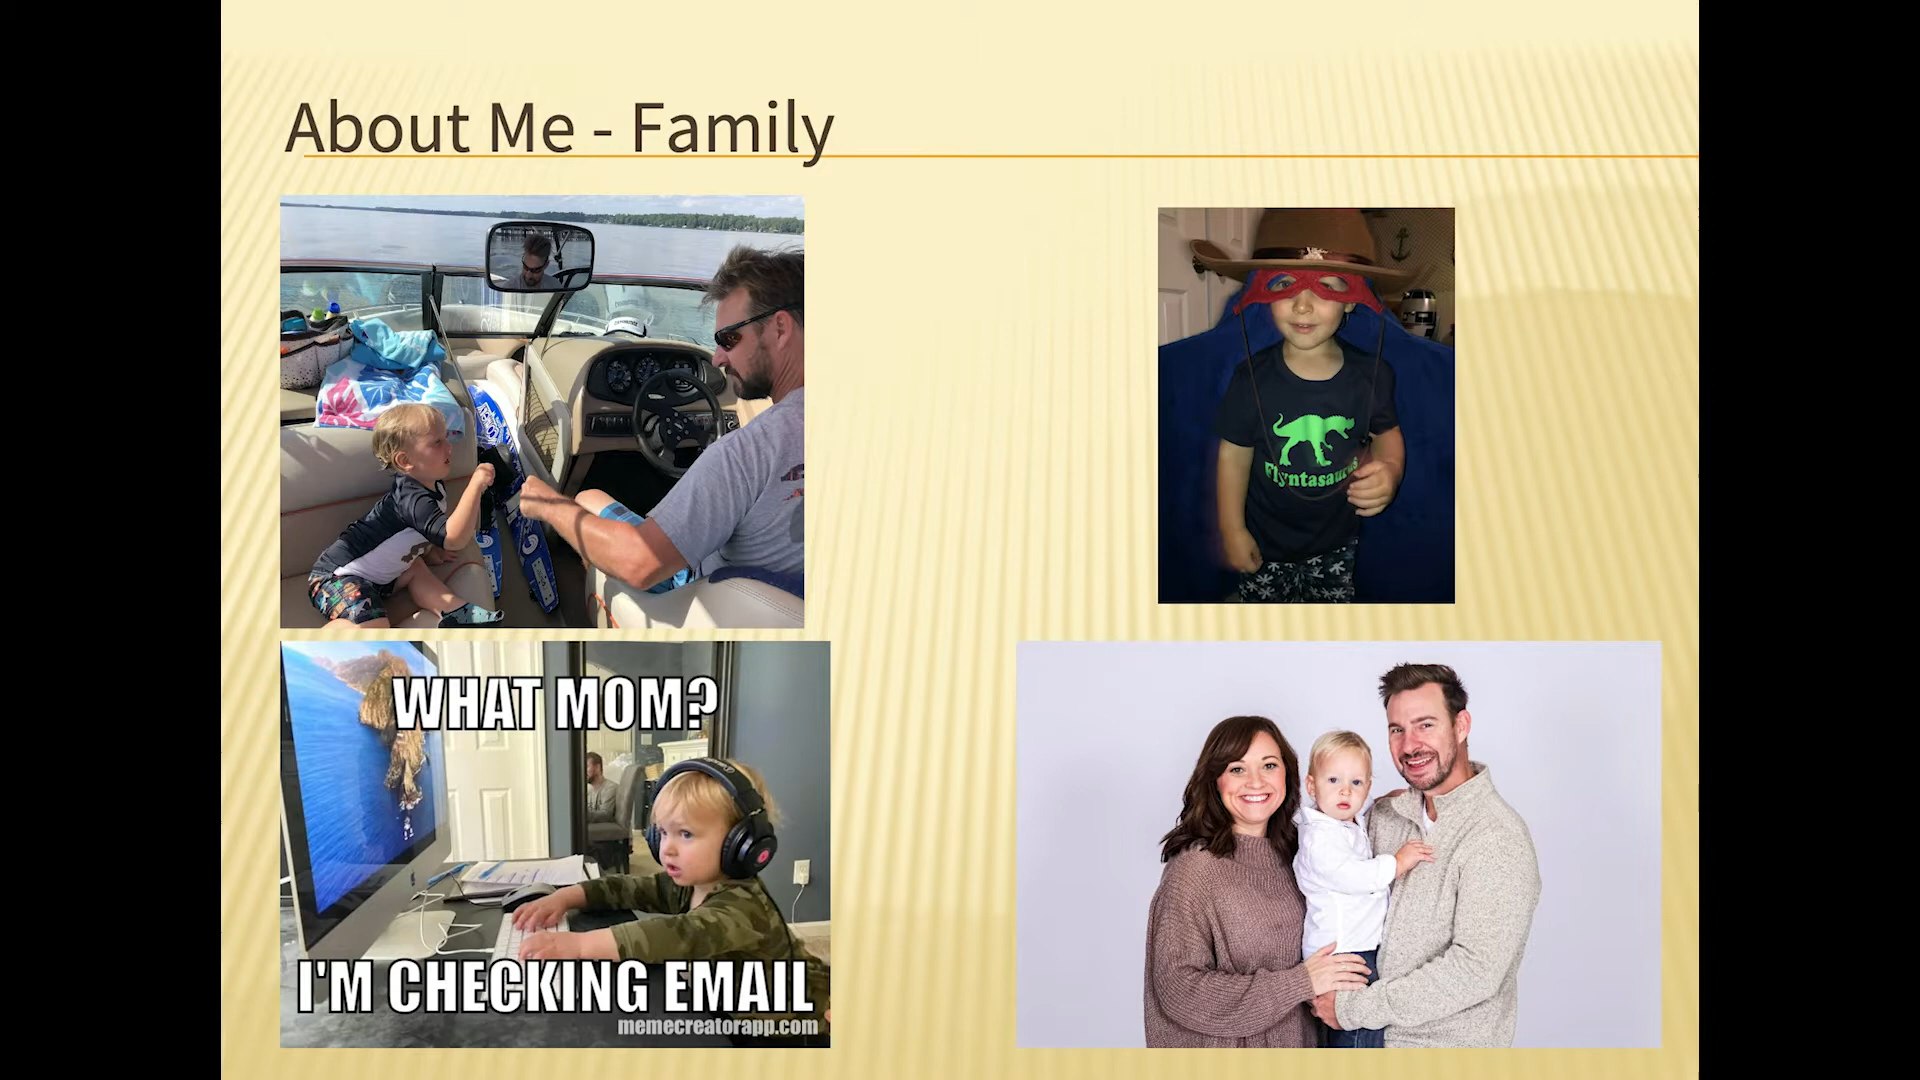 About Me - Family
Flyntasaurus
WHAT MOM?
I'M CHECKING EMAIL
memecreatorapp.com